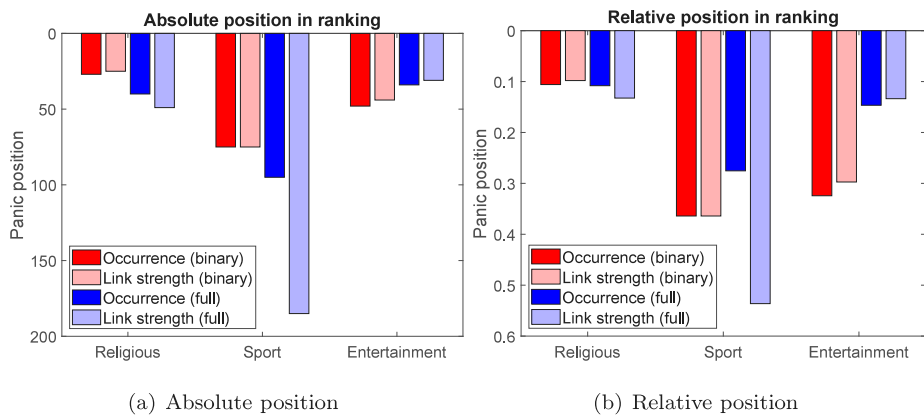 Absolute position in ranking
0
50
100
150
200
Panic position
Occurrence (binary)
Link strength (binary)
Occurrence (full)
Link strength (full)
Religious Sport Entertainment
(a) Absolute position
Relative position in ranking
0
0.1
0.2
0.3
0.4
0.5
0.6
Panic position
Occurrence (binary)
Link strength (binary)
Occurrence (full)
Link strength (full)
Religious Sport Entertainment
(b) Relative position